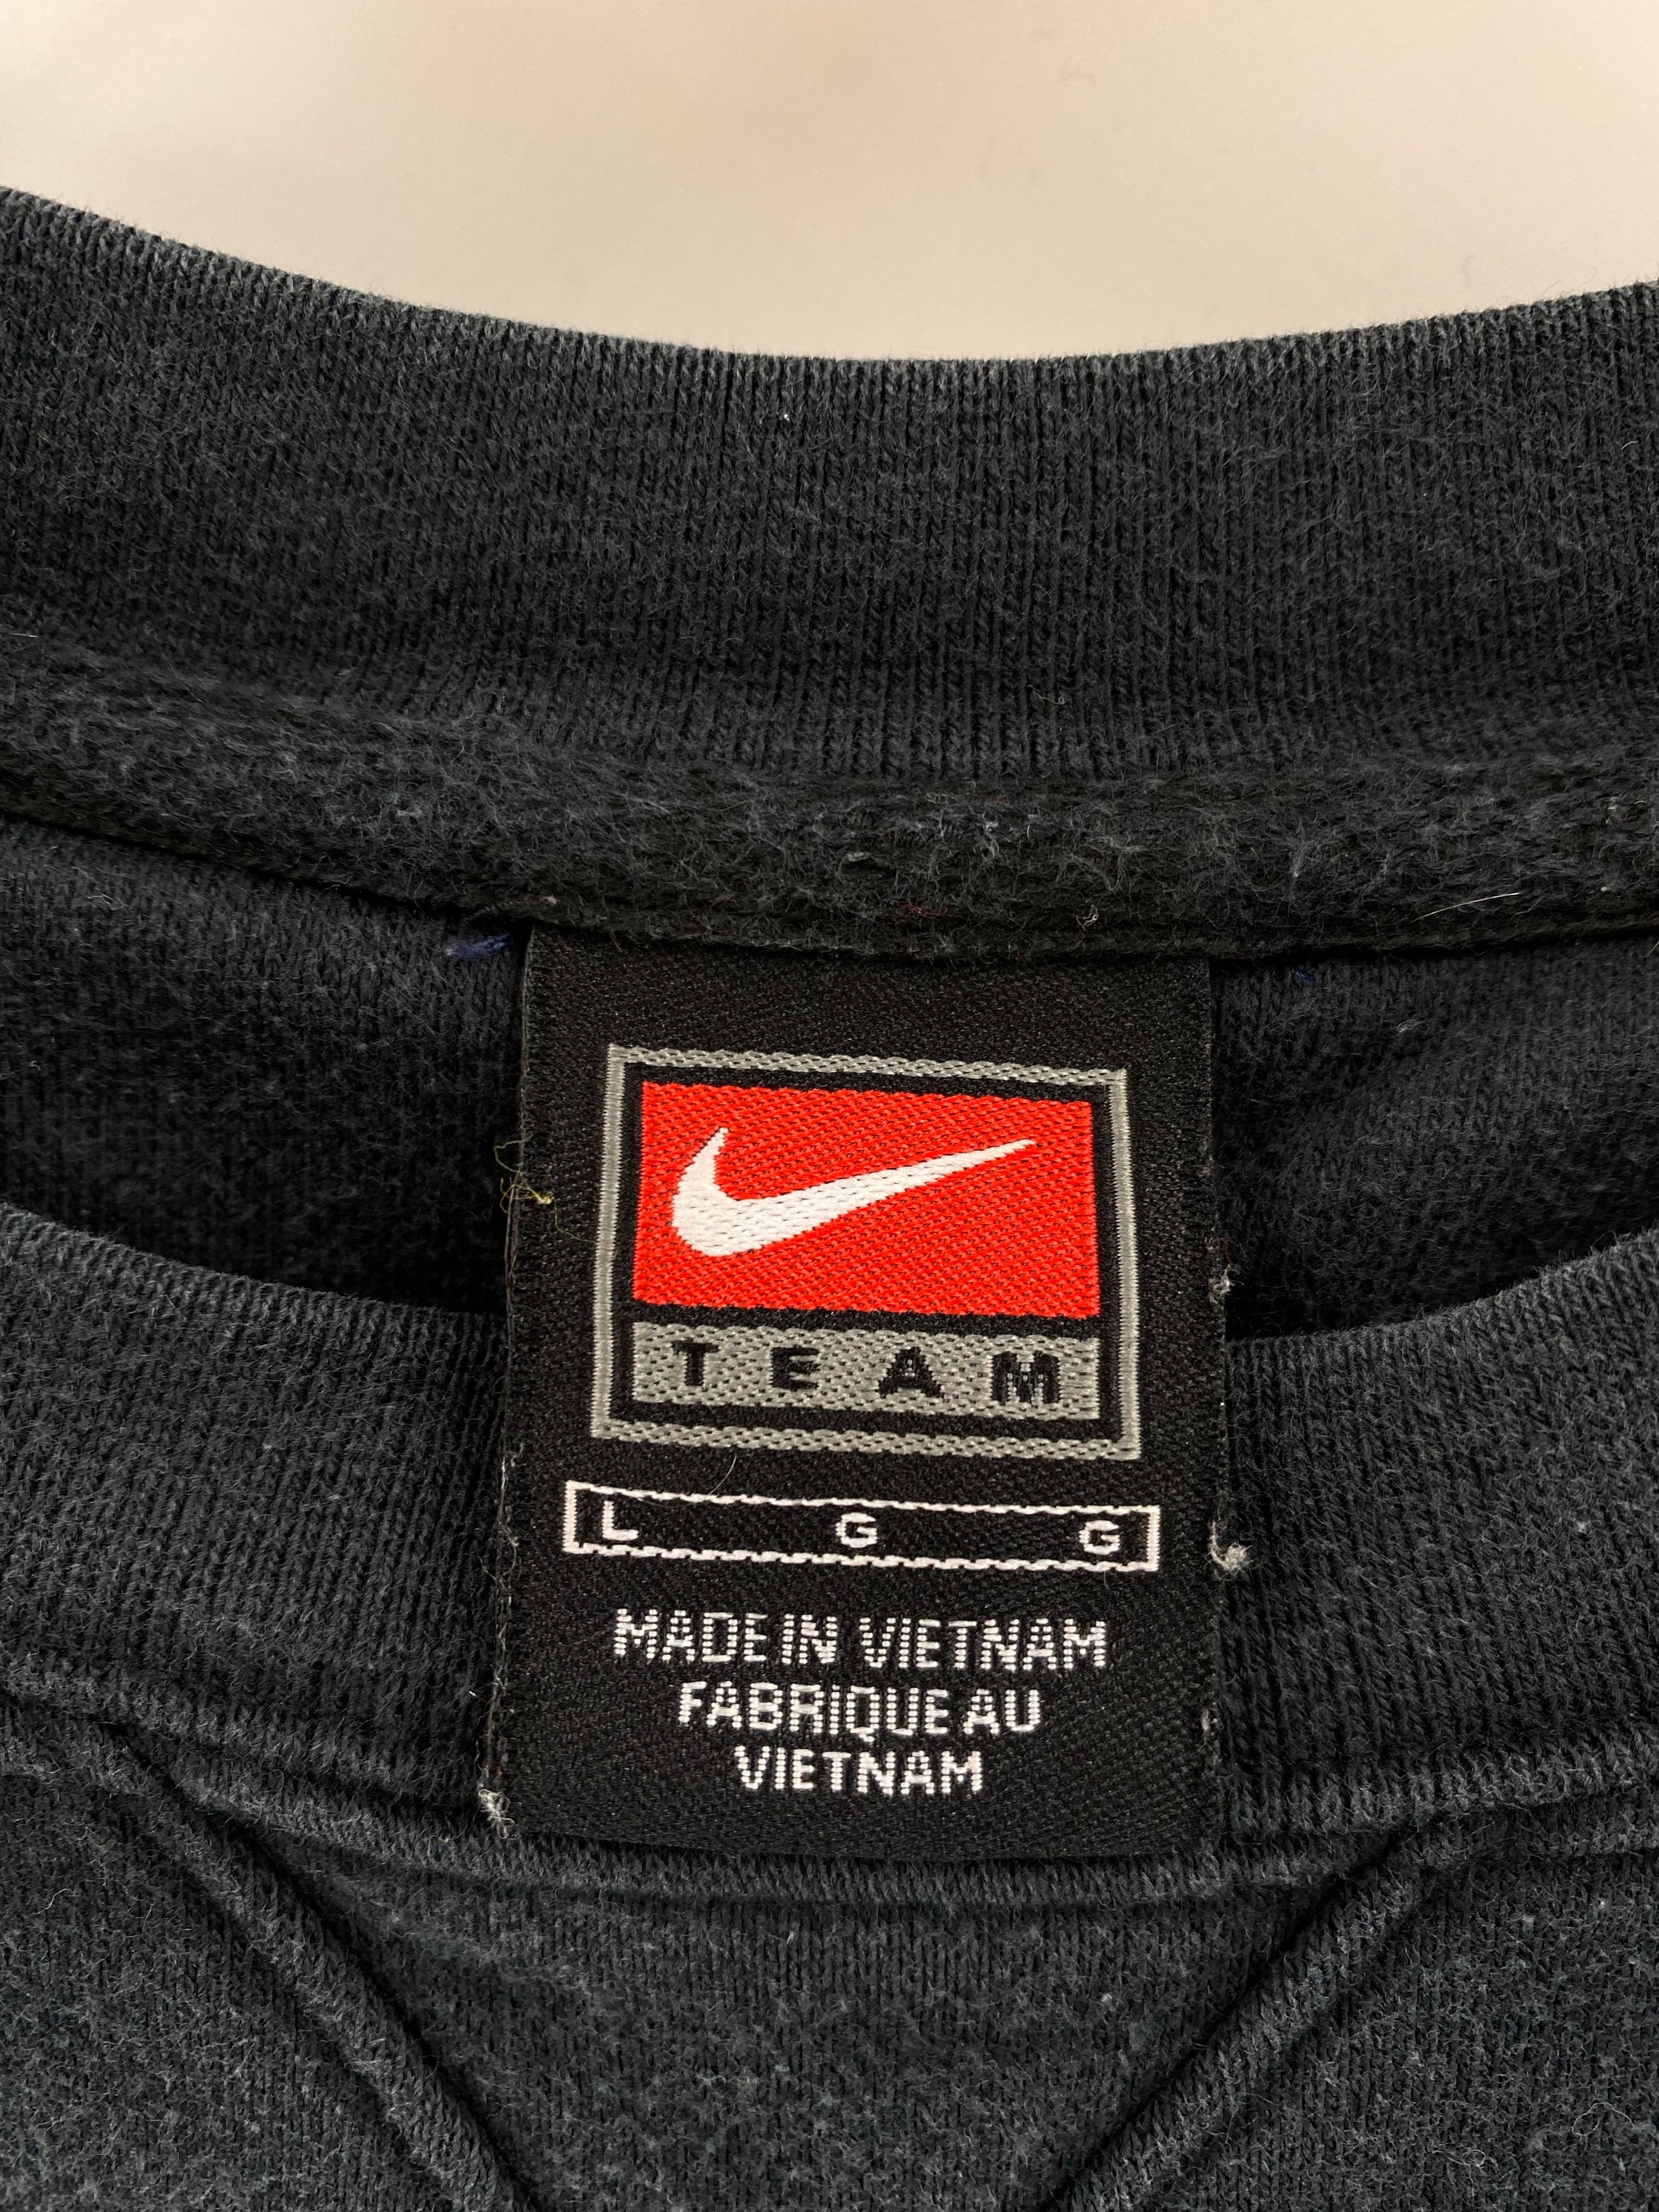 TEAM
L G G
MADE IN VIETNAM
FABRIQUE AU
VIETNAM